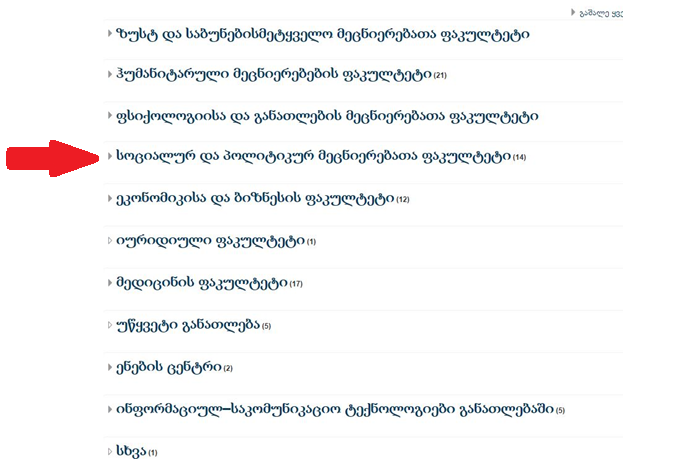 გაშალე ყვე
ზუსტ და საბუნებისმეტყველო მეცნიერებათა ფაკულტეტი
ჰუმანიტარული მეცნიერებების ფაკულტეტი (21)
ფსიქოლოგიისა და განათლების მეცნიერებათა ფაკულტეტი
სოციალურ და პოლიტიკურ მეცნიერებათა ფაკულტეტი (14)
ეკონომიკისა და ბიზნესის ფაკულტეტი (12)
იურიდიული ფაკულტეტი (1)
მედიცინის ფაკულტეტი (17)
უწყვეტი განათლება (5)
ენების ცენტრი (2)
ინფორმაციულ–საკომუნიკაციო ტექნოლოგიები განათლებაში (5)
სხვა (1)